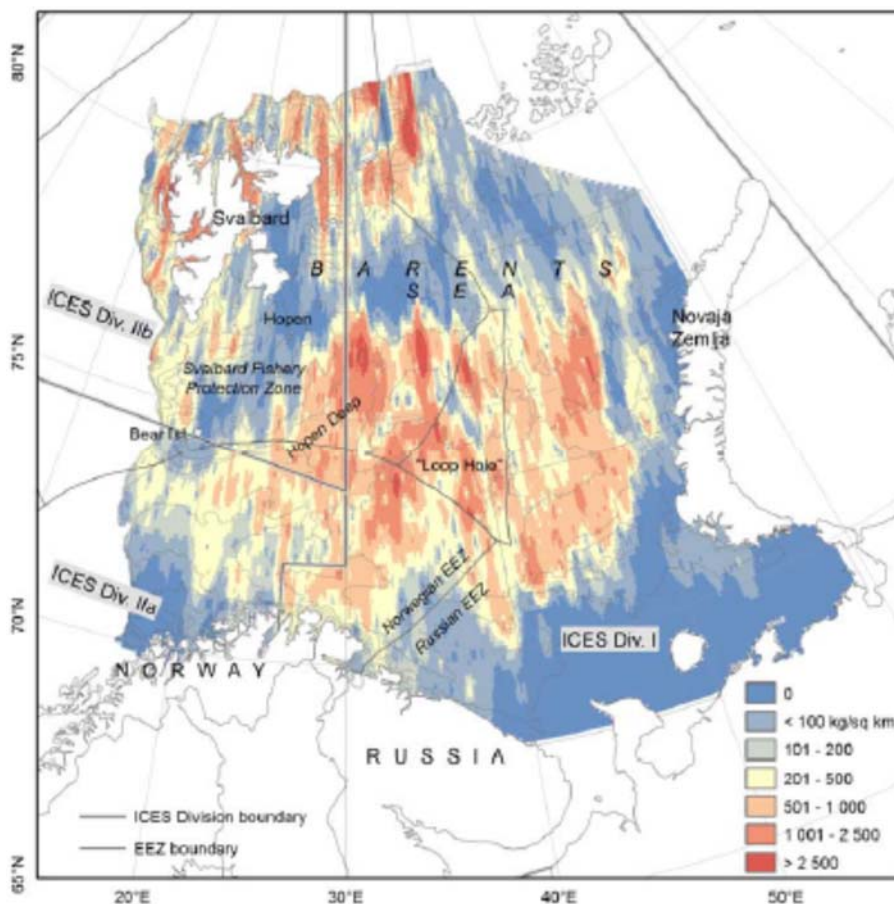 80°N
Svalbard
B A R E N T S
S E A
ICES Div. IIb
Hopen
Novaja
Zemlja
75°N
Svalbard Fishery
Protection Zone
Hopen Deep
Bear Isl.
"Loop Hole"
ICES Div. IIa
Norwegian EEZ
Russian EEZ
70°N
ICES Div. I
NORWAY
RUSSIA
0
< 100 kg/sq km
101 - 200
201 - 500
501 - 1 000
1 001 - 2 500
> 2 500
ICES Division boundary
EEZ boundary
65°N
20°E
30°E
40°E
50°E